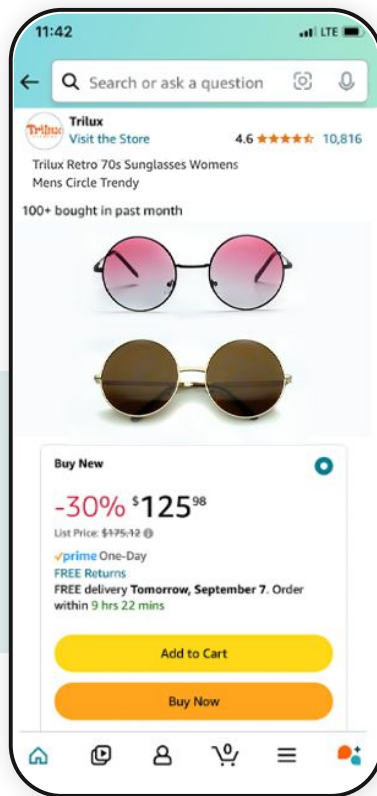 11:42
LTE
Search or ask a question
Trilux
Trilux
Visit the Store
4.6 10,816
Trilux Retro 70s Sunglasses Womens
Mens Circle Trendy
100+ bought in past month
Buy New
-30% $125 98
List Price: $175.12
prime One-Day
FREE Returns
FREE delivery Tomorrow, September 7. Order
within 9 hrs 22 mins
Add to Cart
Buy Now
0